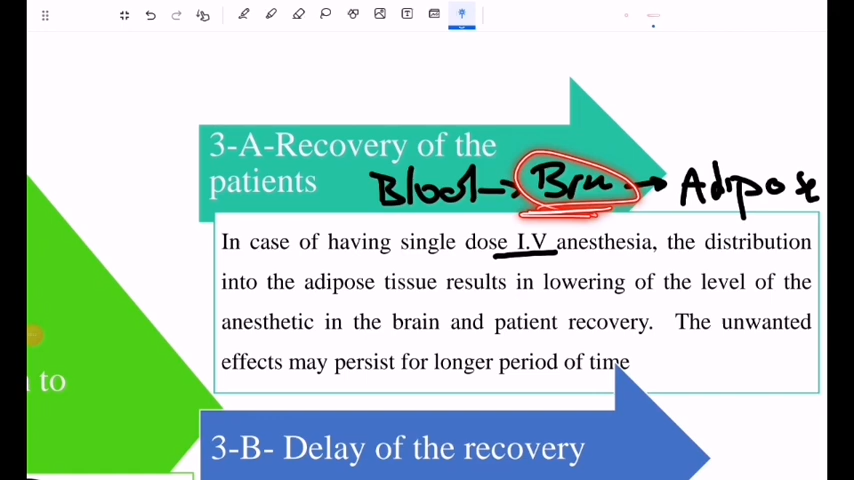 3-A-Recovery of the
patients
Blood → Brn → Adipose
In case of having single dose I.V anesthesia, the distribution
into the adipose tissue results in lowering of the level of the
anesthetic in the brain and patient recovery. The unwanted
effects may persist for longer period of time
to
3-B- Delay of the recovery